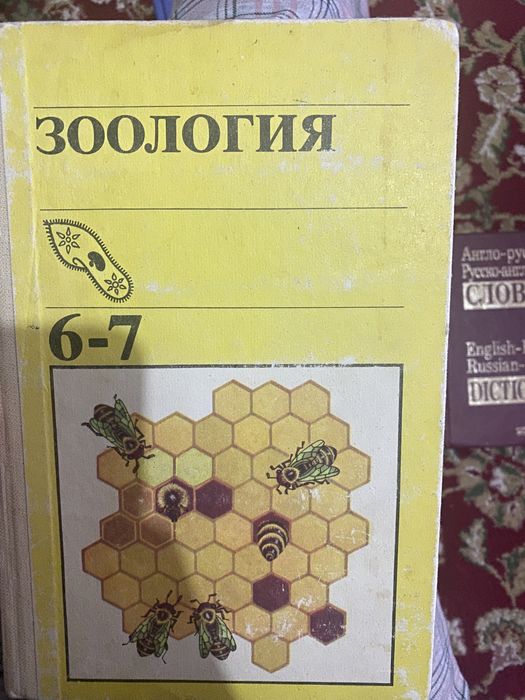 ЗООЛОГИЯ
6-7
Англо-рус
Русско-англ
СЛОВ
English-
Russian-
DICTIO